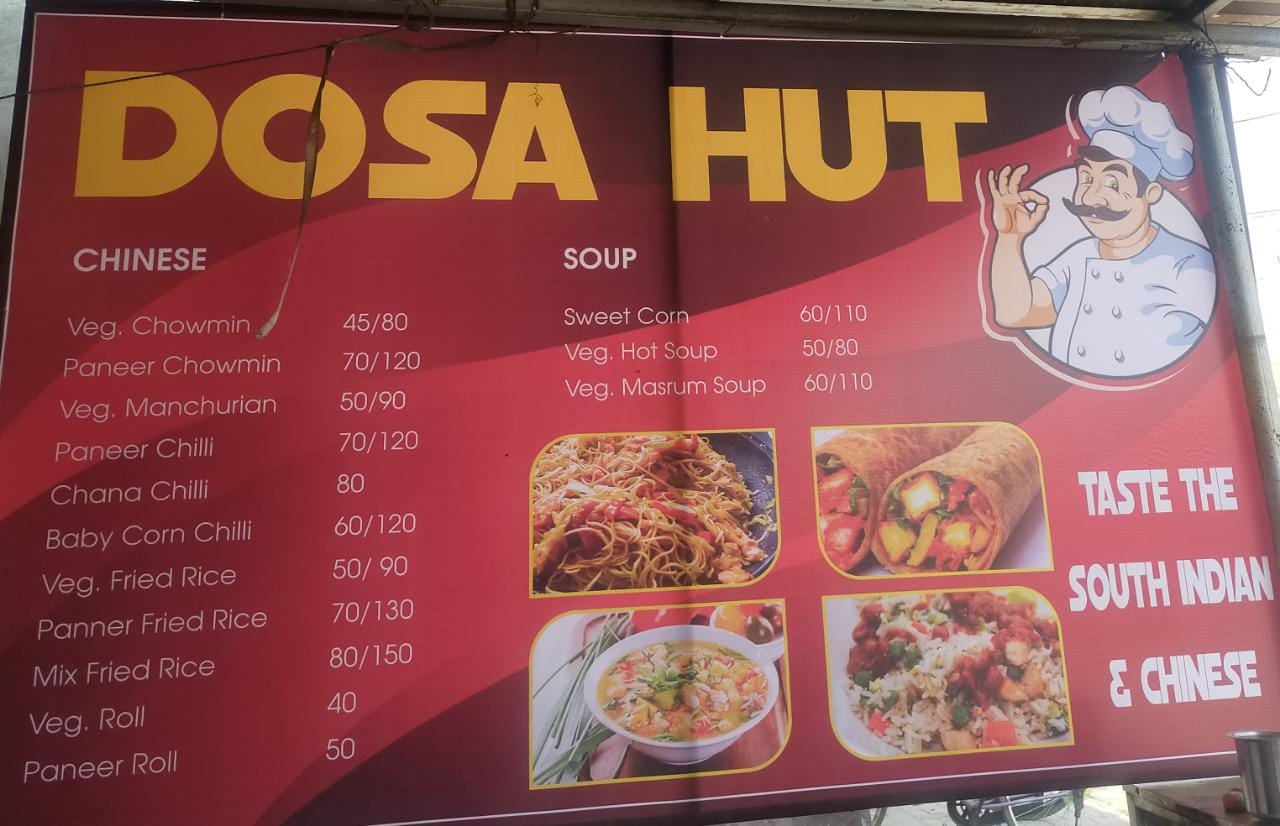 DOSA HUT
CHINESE
Veg. Chowmin 45/80
Paneer Chowmin 70/120
Veg. Manchurian 50/90
Paneer Chilli 70/120
Chana Chilli 80
Baby Corn Chilli 60/120
Veg. Fried Rice 50/ 90
Panner Fried Rice 70/130
Mix Fried Rice 80/150
Veg. Roll 40
Paneer Roll 50
SOUP
Sweet Corn 60/110
Veg. Hot Soup 50/80
Veg. Masrum Soup 60/110
TASTE THE
SOUTH INDIAN
& CHINESE